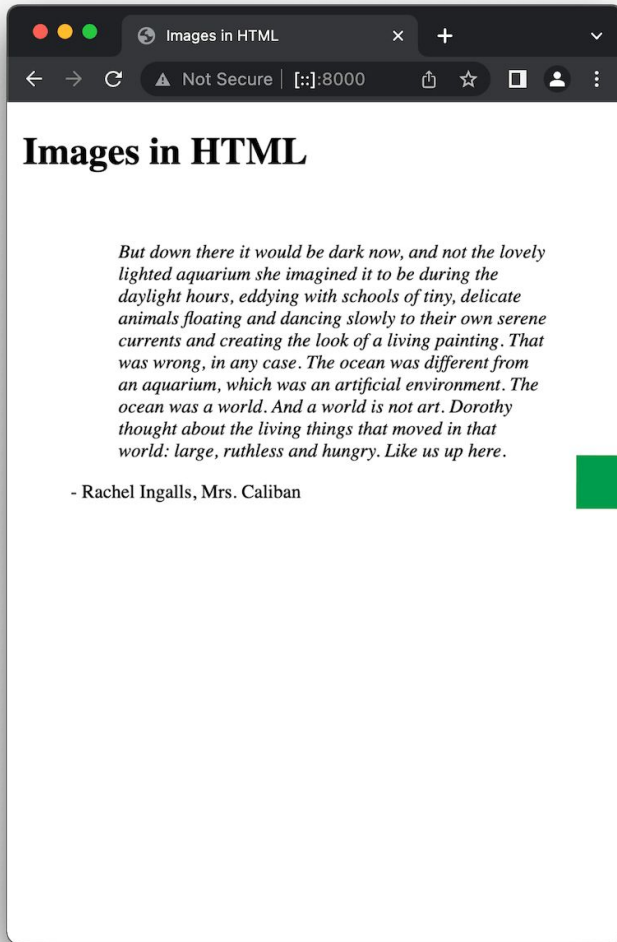 Images in HTML
Not Secure | [::]:8000
Images in HTML
But down there it would be dark now, and not the lovely
lighted aquarium she imagined it to be during the
daylight hours, eddying with schools of tiny, delicate
animals floating and dancing slowly to their own serene
currents and creating the look of a living painting. That
was wrong, in any case. The ocean was different from
an aquarium, which was an artificial environment. The
ocean was a world. And a world is not art. Dorothy
thought about the living things that moved in that
world: large, ruthless and hungry. Like us up here.
- Rachel Ingalls, Mrs. Caliban